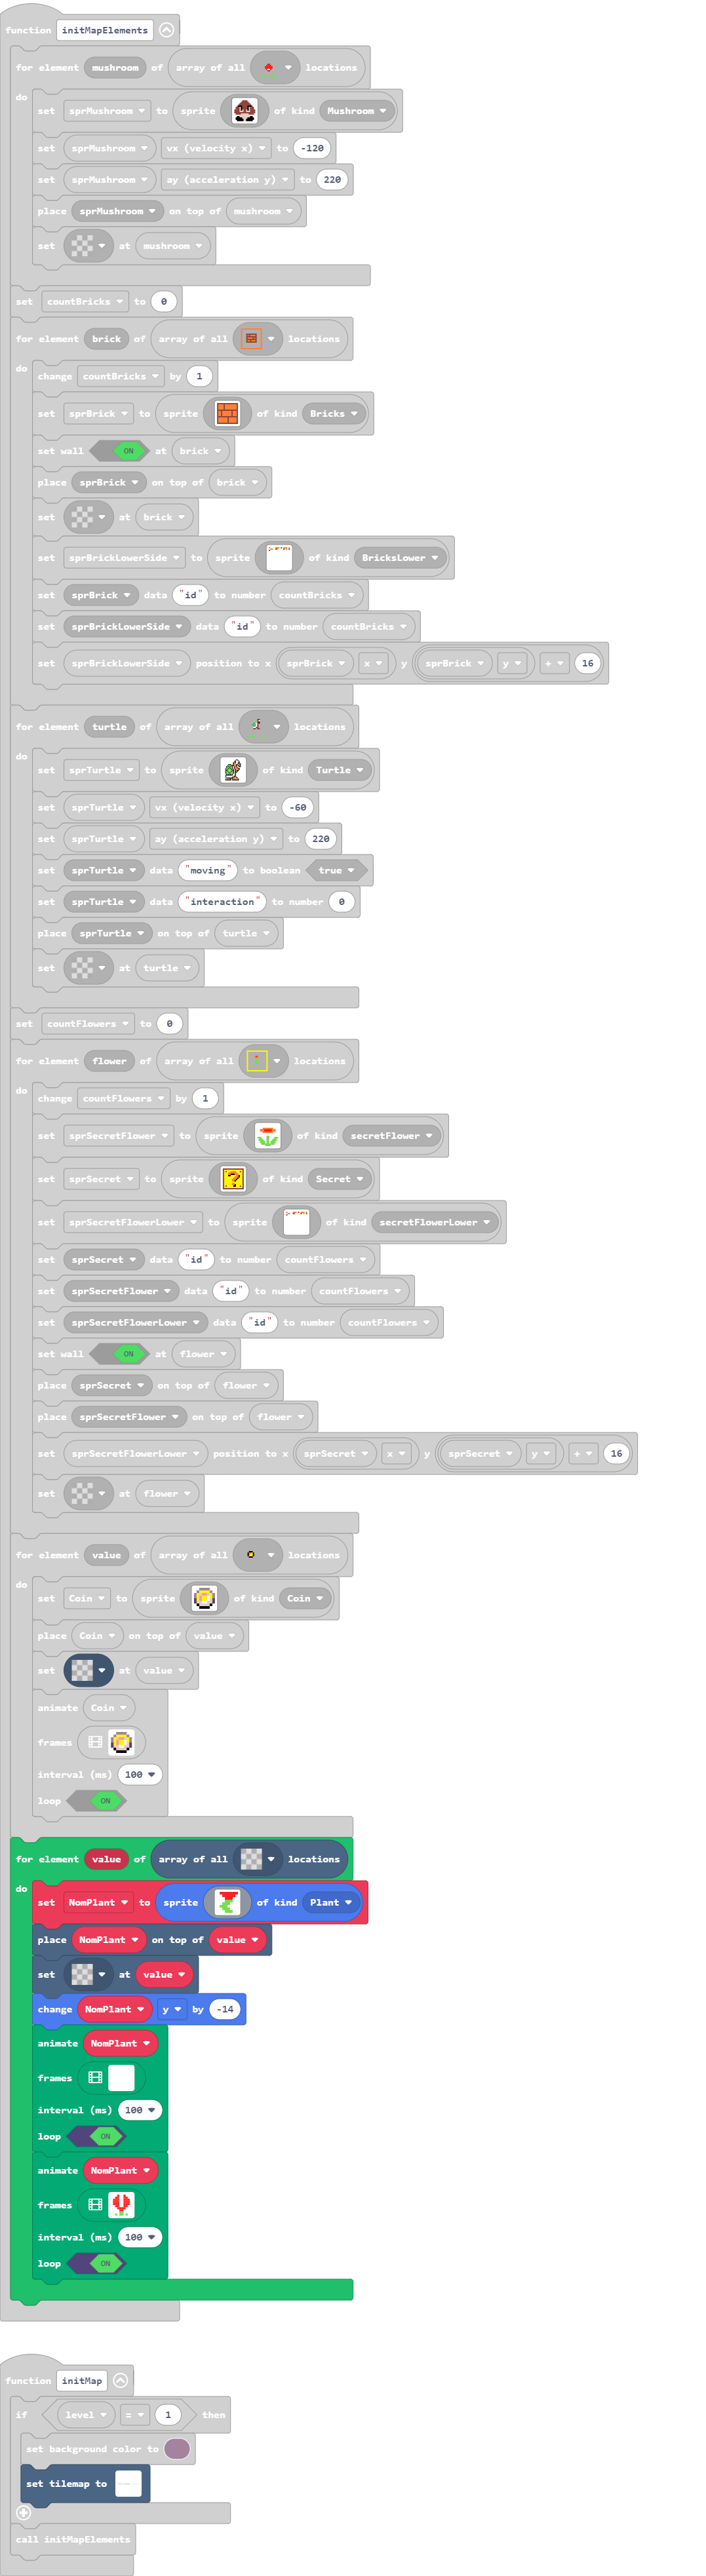 function initMapElements
for element mushroom of array of all locations
do
set sprMushroom to sprite of kind Mushroom
set sprMushroom vx (velocity x) to -120
set sprMushroom ay (acceleration y) to 220
place sprMushroom on top of mushroom
set at mushroom
set countBricks to 0
for element brick of array of all locations
do
change countBricks by 1
set sprBrick to sprite of kind Bricks
set wall ON at brick
place sprBrick on top of brick
set at brick
set sprBrickLowerSide to sprite of kind BricksLower
set sprBrick data "id" to number countBricks
set sprBrickLowerSide data "id" to number countBricks
set sprBrickLowerSide position to x sprBrick x y sprBrick y + 16
for element turtle of array of all locations
do
set sprTurtle to sprite of kind Turtle
set sprTurtle vx (velocity x) to -60
set sprTurtle ay (acceleration y) to 220
set sprTurtle data "moving" to boolean true
set sprTurtle data "interaction" to number 0
place sprTurtle on top of turtle
set at turtle
set countFlowers to 0
for element flower of array of all locations
do
change countFlowers by 1
set sprSecretFlower to sprite of kind secretFlower
set sprSecret to sprite of kind Secret
set sprSecretFlowerLower to sprite of kind secretFlowerLower
set sprSecret data "id" to number countFlowers
set sprSecretFlower data "id" to number countFlowers
set sprSecretFlowerLower data "id" to number countFlowers
set wall ON at flower
place sprSecret on top of flower
place sprSecretFlower on top of flower
set sprSecretFlowerLower position to x sprSecret x y sprSecret y + 16
set at flower
for element value of array of all locations
do
set Coin to sprite of kind Coin
place Coin on top of value
set at value
animate Coin
frames
interval (ms) 100
loop ON
for element value of array of all locations
do
set NomPlant to sprite of kind Plant
place NomPlant on top of value
set at value
change NomPlant y by -14
animate NomPlant
frames
interval (ms) 100
loop ON
animate NomPlant
frames
interval (ms) 100
loop ON
function initMap
if level = 1 then
set background color to
set tilemap to
call initMapElements